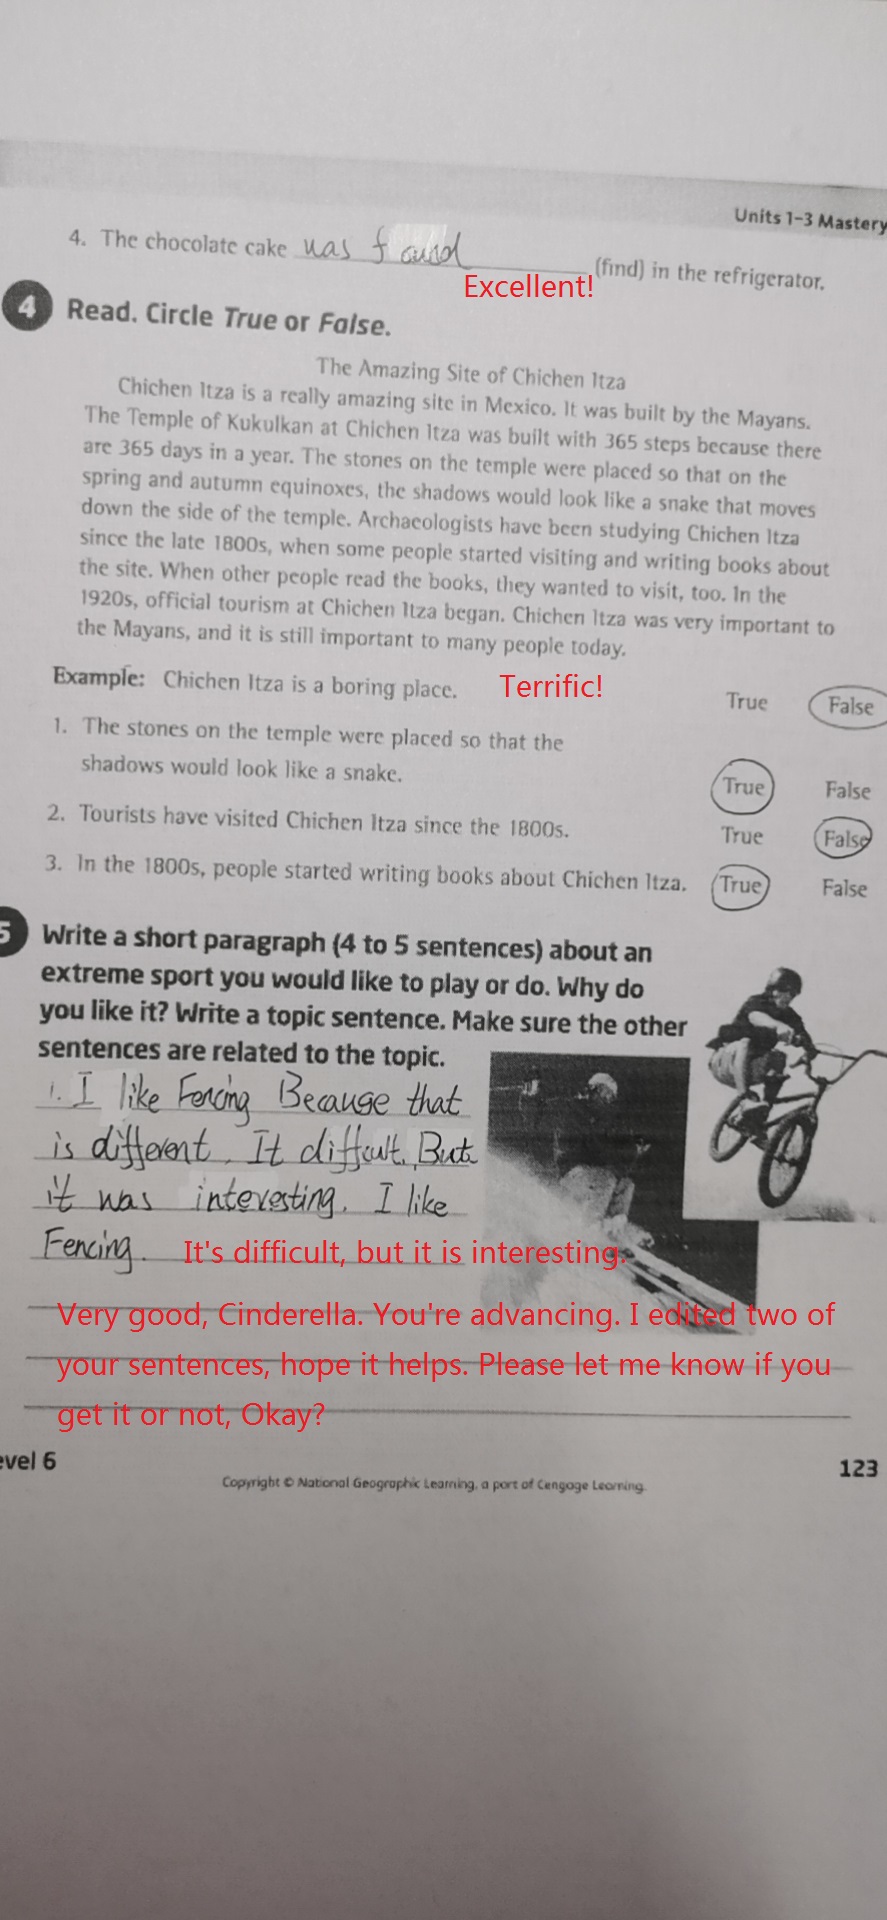 Units 1-3 Mastery
4. The chocolate cake was found (find) in the refrigerator.
Excellent!
4 Read. Circle True or False.
The Amazing Site of Chichen Itza
Chichen Itza is a really amazing site in Mexico. It was built by the Mayans.
The Temple of Kukulkan at Chichen Itza was built with 365 steps because there
are 365 days in a year. The stones on the temple were placed so that on the
spring and autumn equinoxes, the shadows would look like a snake that moves
down the side of the temple. Archaeologists have been studying Chichen Itza
since the late 1800s, when some people started visiting and writing books about
the site. When other people read the books, they wanted to visit, too. In the
1920s, official tourism at Chichen Itza began. Chichen Itza was very important to
the Mayans, and it is still important to many people today.
Example: Chichen Itza is a boring place. Terrific! True False
1. The stones on the temple were placed so that the
shadows would look like a snake. True False
2. Tourists have visited Chichen Itza since the 1800s. True False
3. In the 1800s, people started writing books about Chichen Itza. True False
5 Write a short paragraph (4 to 5 sentences) about an
extreme sport you would like to play or do. Why do
you like it? Write a topic sentence. Make sure the other
sentences are related to the topic.
1. I like Fencing Because that
is different. It difficult. But
it was interesting. I like
Fencing. It's difficult, but it is interesting.
Very good, Cinderella. You're advancing. I edited two of
your sentences, hope it helps. Please let me know if you
get it or not, Okay?
evel 6
123
Copyright © National Geographic Learning, a part of Cengage Learning.